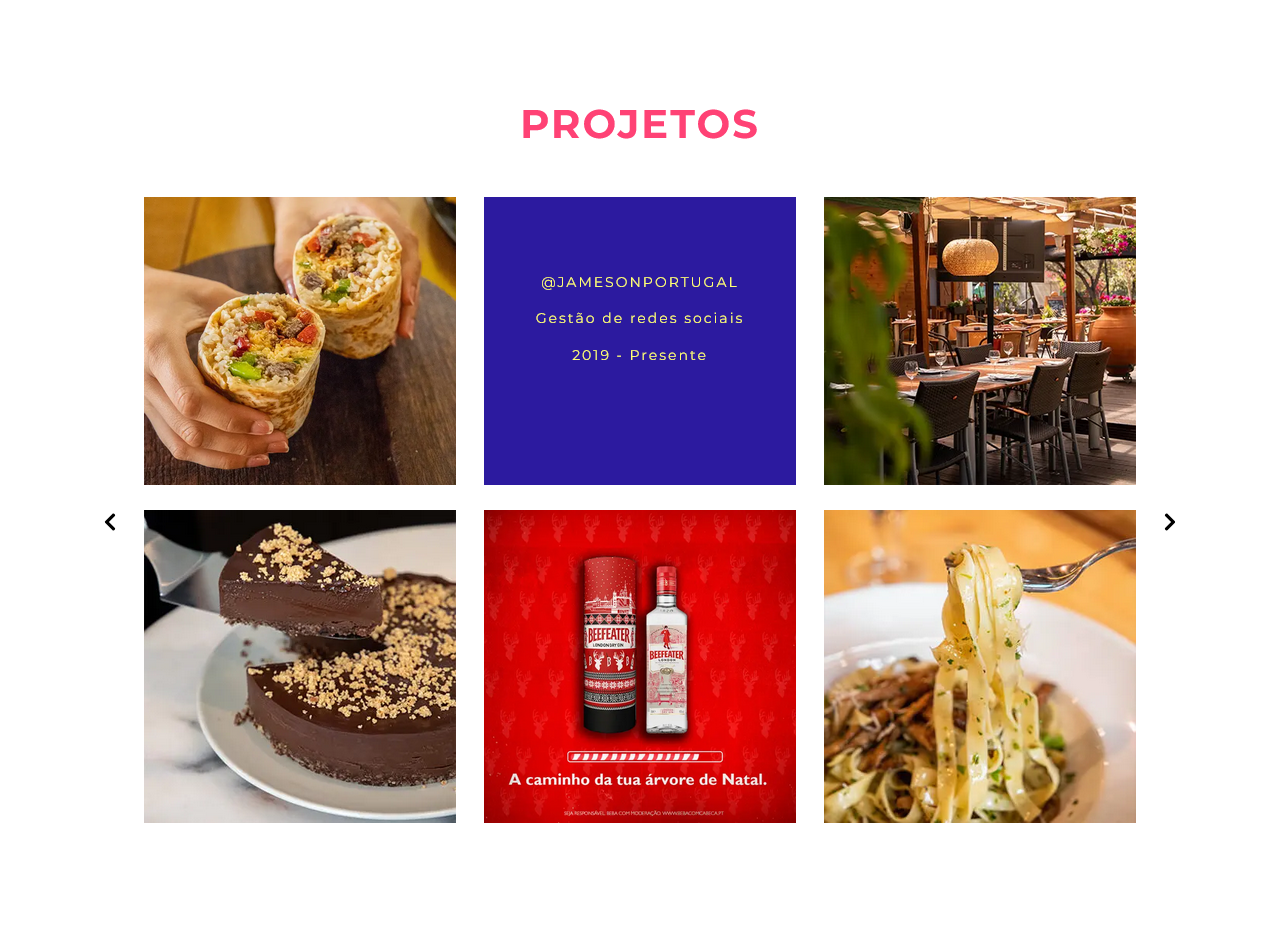 PROJETOS
@JAMESONPORTUGAL
Gestão de redes sociais
2019 - Presente
BEEFEATER
LONDON DRY GIN
B B
BEEFEATER
LONDON
A caminho da tua árvore de Natal.
SEJA RESPONSÁVEL. BEBA COM MODERAÇÃO. WWW.BEBACOMCABECA.PT